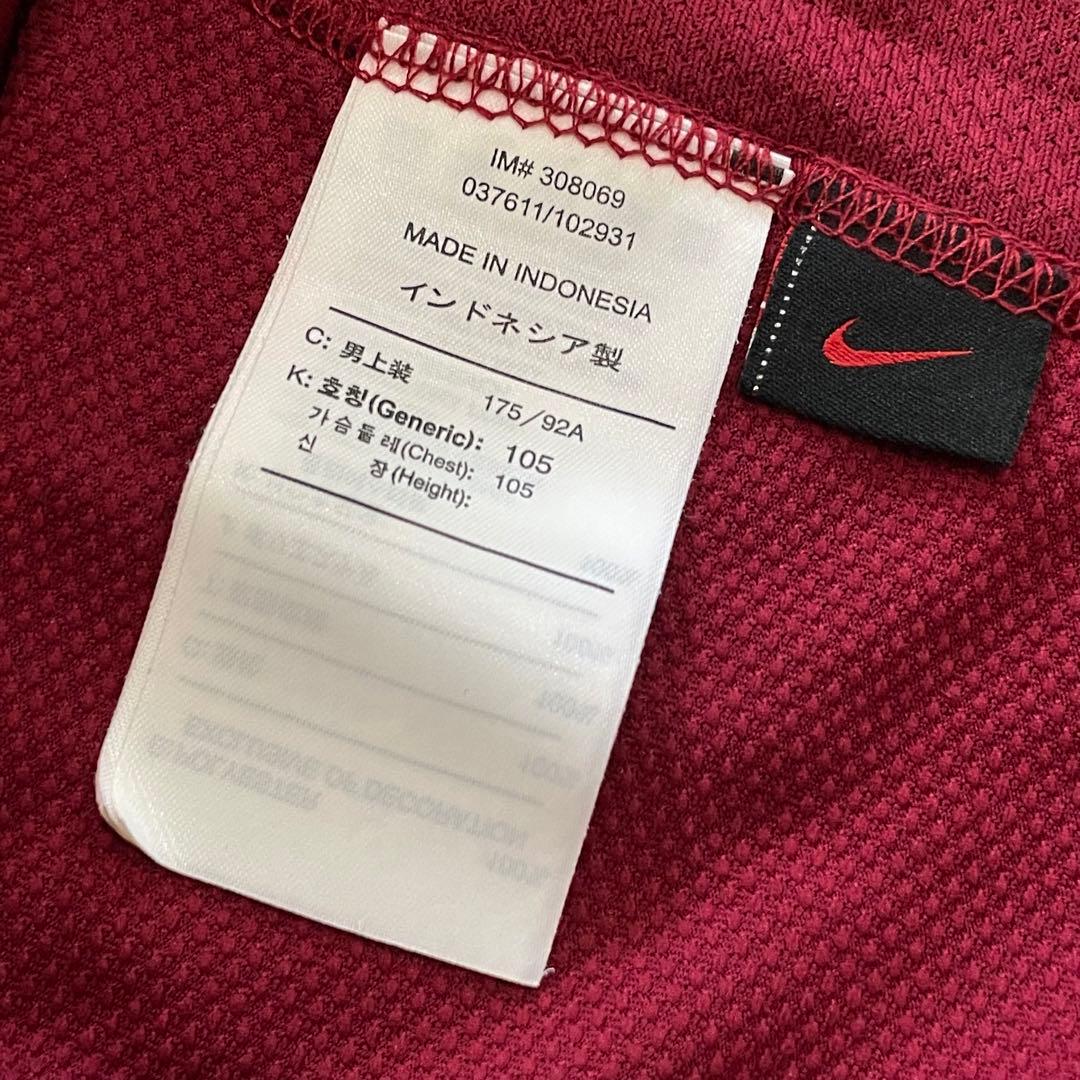 IM# 308069
037611/102931
MADE IN INDONESIA
インドネシア製
C: 男上装 175/92A
K: 호칭(Generic): 105
가슴둘레(Chest): 105
신 장(Height):